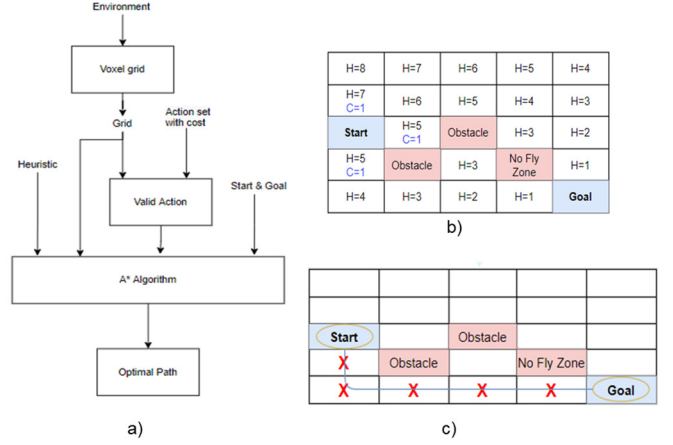 Environment
Voxel grid
Grid
Action set
with cost
Heuristic
Valid Action
Start & Goal
A* Algorithm
Optimal Path
a)
H=8 H=7 H=6 H=5 H=4
H=7
C=1
H=6 H=5 H=4 H=3
Start
H=5
C=1
Obstacle H=3 H=2
H=5
C=1
Obstacle H=3
No Fly
Zone
H=1
H=4 H=3 H=2 H=1 Goal
b)
Start Obstacle
X Obstacle No Fly Zone
X X X X Goal
c)